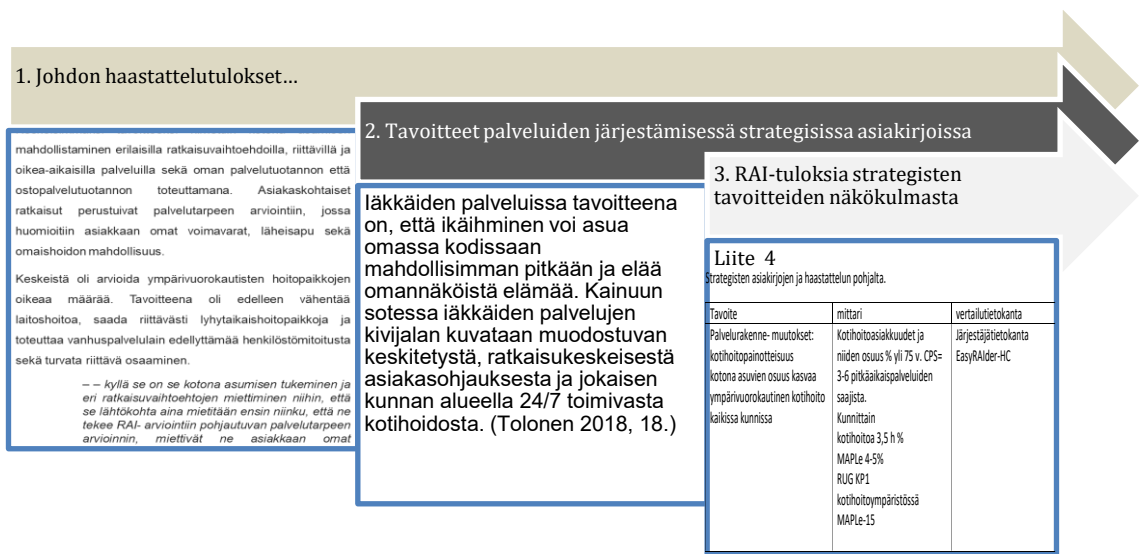 1. Johdon haastattelutulokset…
mahdollistaminen erilaisilla ratkaisuvaihtoehdoilla, riittävillä ja
oikea-aikaisilla palveluilla sekä oman palvelutuotannon että
ostopalvelutuotannon toteuttamana. Asiakaskohtaiset
ratkaisut perustuivat palvelutarpeen arviointiin, jossa
huomioitiin asiakkaan omat voimavarat, läheisapu sekä
omaishoidon mahdollisuus.
Keskeistä oli arvioida ympärivuorokautisten hoitopaikkojen
oikeaa määrää. Tavoitteena oli edelleen vähentää
laitoshoitoa, saada riittävästi lyhytaikaishoitopaikkoja ja
toteuttaa vanhuspalvelulain edellyttämää henkilöstömitoitusta
sekä turvata riittävä osaaminen.
– – kyllä se on se kotona asumisen tukeminen ja
eri ratkaisuvaihtoehtojen miettiminen niihin, että
se lähtökohta aina mietitään ensin niinku, että ne
tekee RAI- arviointiin pohjautuvan palvelutarpeen
arvioinnin, miettivät ne asiakkaan omat
2. Tavoitteet palveluiden järjestämisessä strategisissa asiakirjoissa
Iäkkäiden palveluissa tavoitteena
on, että ikäihminen voi asua
omassa kodissaan
mahdollisimman pitkään ja elää
omannäköistä elämää. Kainuun
sotessa iäkkäiden palvelujen
kivijalan kuvataan muodostuvan
keskitetystä, ratkaisukeskeisestä
asiakasohjauksesta ja jokaisen
kunnan alueella 24/7 toimivasta
kotihoidosta. (Tolonen 2018, 18.)
3. RAI-tuloksia strategisten
tavoitteiden näkökulmasta
Liite 4
Strategisten asiakirjojen ja haastattelun pohjalta.
Tavoite
Palvelurakenne- muutokset:
kotihoitopainotteisuus
kotona asuvien osuus kasvaa
ympärivuorokautinen kotihoito
kaikissa kunnissa
mittari
Kotihoitoasiakkuudet ja
niiden osuus % yli 75 v. CPS=
3-6 pitkäaikaispalveluiden
saajista.
Kunnittain
kotihoitoa 3,5 h %
MAPLe 4-5%
RUG KP1
kotihoitoympäristössä
MAPLe-15
vertailutietokanta
Järjestäjätietokanta
EasyRAIder-HC